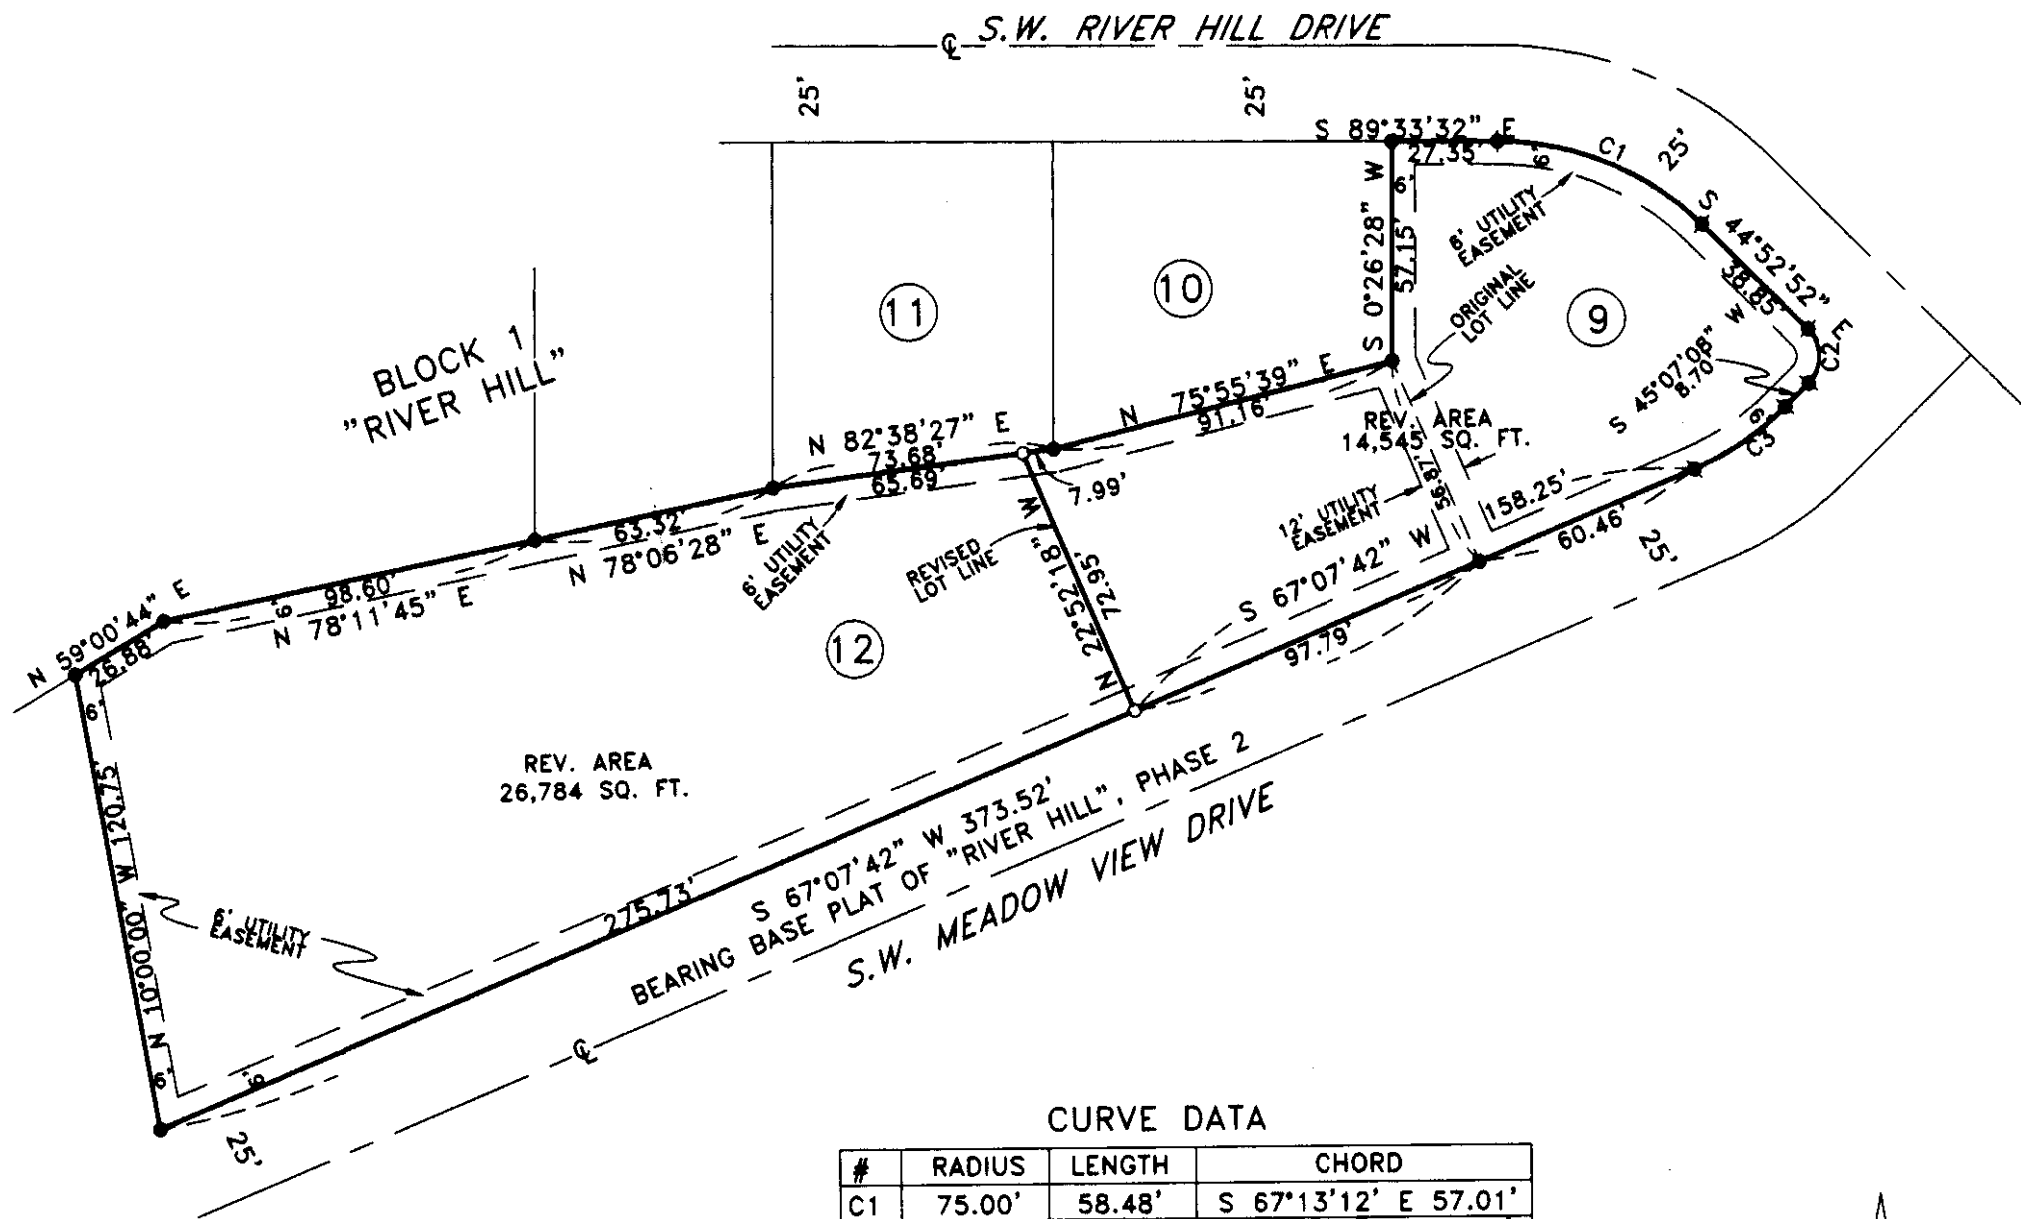 ℄ S.W. RIVER HILL DRIVE
25'
25'
S 89°33'32" E
27.35'
6'
C1
25'
S 0°26'28" W
57.15'
6'
6' UTILITY
EASEMENT
S 44°52'52" E
38.85'
ORIGINAL
LOT LINE
9
10
11
C2
S 45°07'08" W
8.70'
6'
C3
BLOCK 1
"RIVER HILL"
N 75°55'39" E
91.16'
N 82°38'27" E
73.68'
65.69'
7.99'
REV. AREA
14,545 SQ. FT.
56.87'
158.25'
12' UTILITY
EASEMENT
60.46'
25'
63.32'
N 78°06'28" E
6' UTILITY
EASEMENT
REVISED
LOT LINE
N 22°52'18" W
72.95'
S 67°07'42" W
97.79'
N 59°00'44" E
26.88'
98.60'
6'
N 78°11'45" E
12
6'
REV. AREA
26,784 SQ. FT.
N 10°00'00" W 120.75'
6' UTILITY
EASEMENT
275.73'
S 67°07'42" W 373.52'
BEARING BASE PLAT OF "RIVER HILL", PHASE 2
S.W. MEADOW VIEW DRIVE
℄
6'
6'
25'
CURVE DATA
# RADIUS LENGTH CHORD
C1 75.00' 58.48' S 67°13'12' E 57.01'